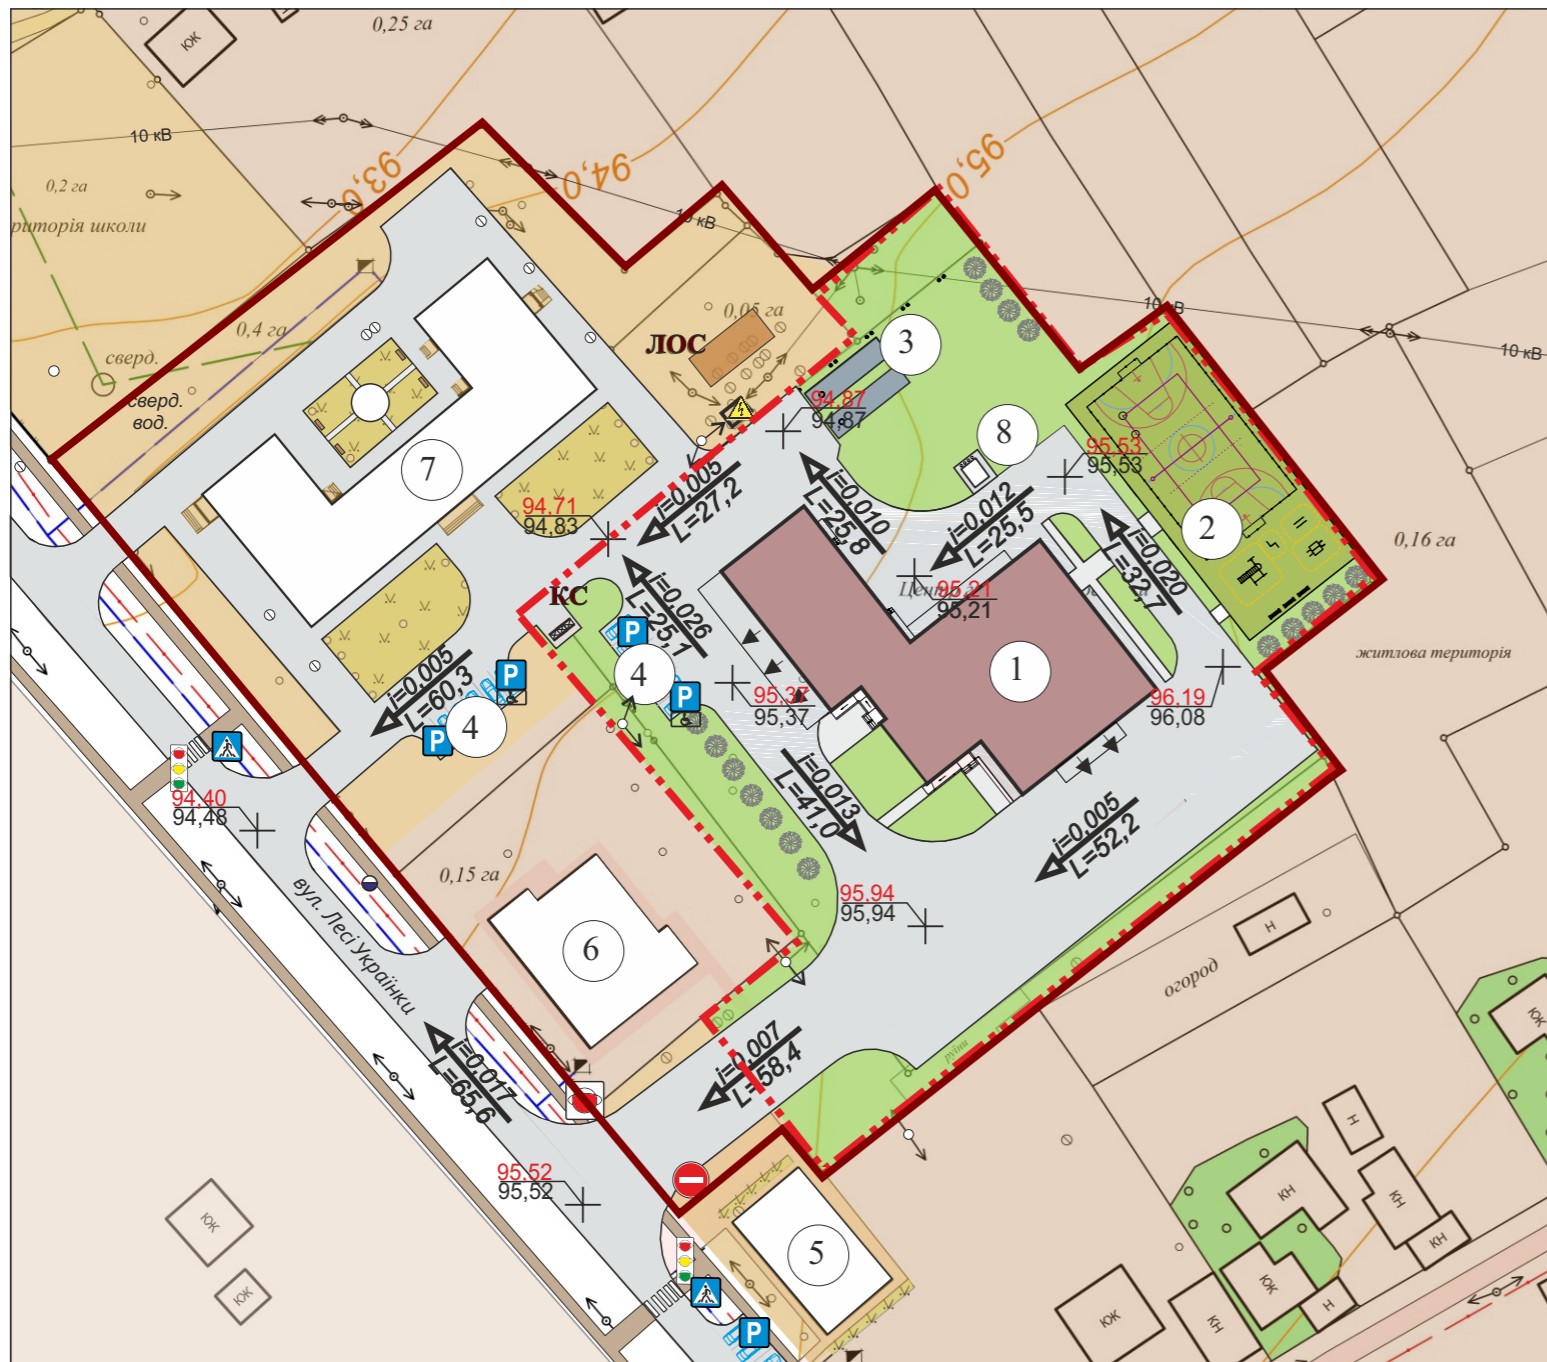 0,25 га
КЖ
10 кВ
93,0
94,0
95,0
0,2 га
риторія школи
10 кВ
10 кВ
10 кВ
0,4 га
0,05 га
ЛОС
сверд.
сверд.
вод.
3
94,87
94,87
8
7
95,53
95,53
94,71
94,83
i=0,005
L=27,2
i=0,010
L=25,8
i=0,012
L=25,5
2
0,16 га
i=0,020
L=32,7
95,21
95,21
КС
i=0,026
L=25,1
P
1
житлова територія
i=0,005
L=60,3
P
4
P
95,37
95,37
96,19
96,08
4
P
94,40
94,48
i=0,013
L=41,0
i=0,005
L=52,2
0,15 га
вул. Лесі Українки
95,94
95,94
6
Н
огород
КЖ
руїни
i=0,017
L=65,6
i=0,007
L=58,4
Н
95,52
95,52
КН
КН
КЖ
5
КН
КЖ
КЖ
Н
КЖ
КН
P